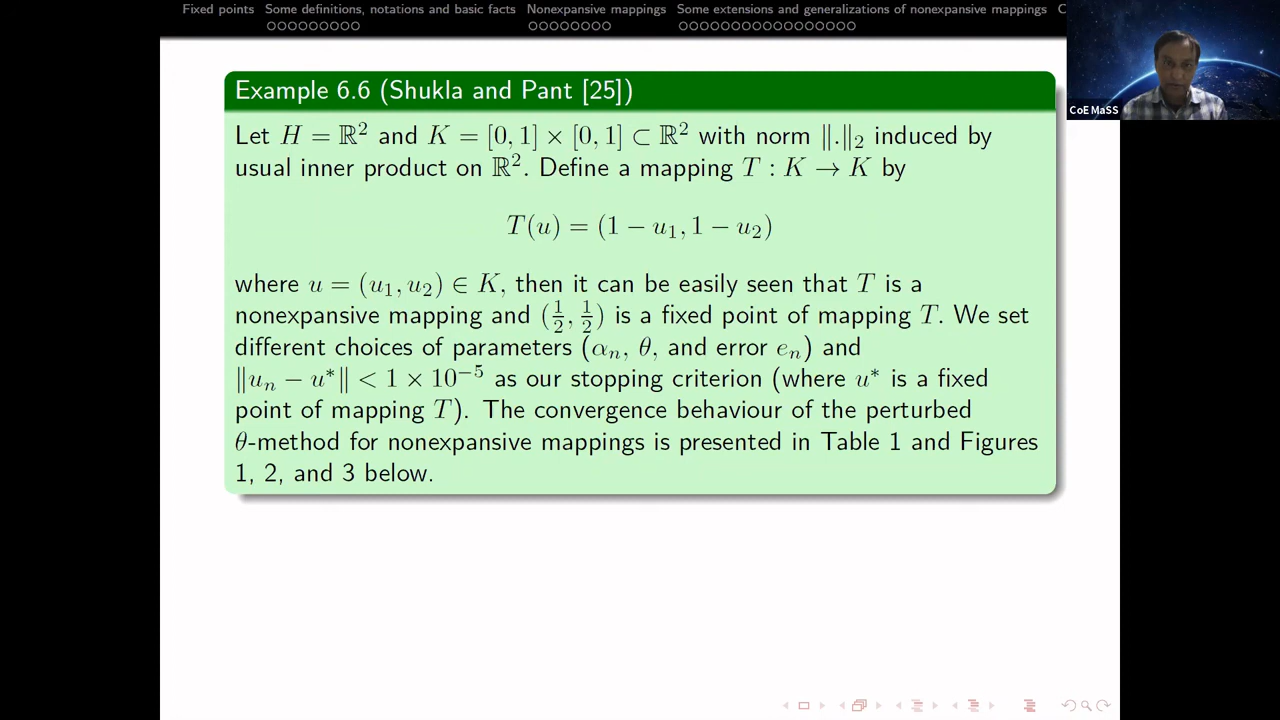 Fixed points Some definitions, notations and basic facts Nonexpansive mappings Some extensions and generalizations of nonexpansive mappings
CoE MaSS
Example 6.6 (Shukla and Pant [25])
Let H = ℝ² and K = [0, 1] × [0, 1] ⊂ ℝ² with norm ‖.‖₂ induced by
usual inner product on ℝ². Define a mapping T : K → K by
T(u) = (1 − u₁, 1 − u₂)
where u = (u₁, u₂) ∈ K, then it can be easily seen that T is a
nonexpansive mapping and (1/2, 1/2) is a fixed point of mapping T. We set
different choices of parameters (αₙ, θ, and error eₙ) and
‖uₙ − u*‖ < 1 × 10⁻⁵ as our stopping criterion (where u* is a fixed
point of mapping T). The convergence behaviour of the perturbed
θ-method for nonexpansive mappings is presented in Table 1 and Figures
1, 2, and 3 below.